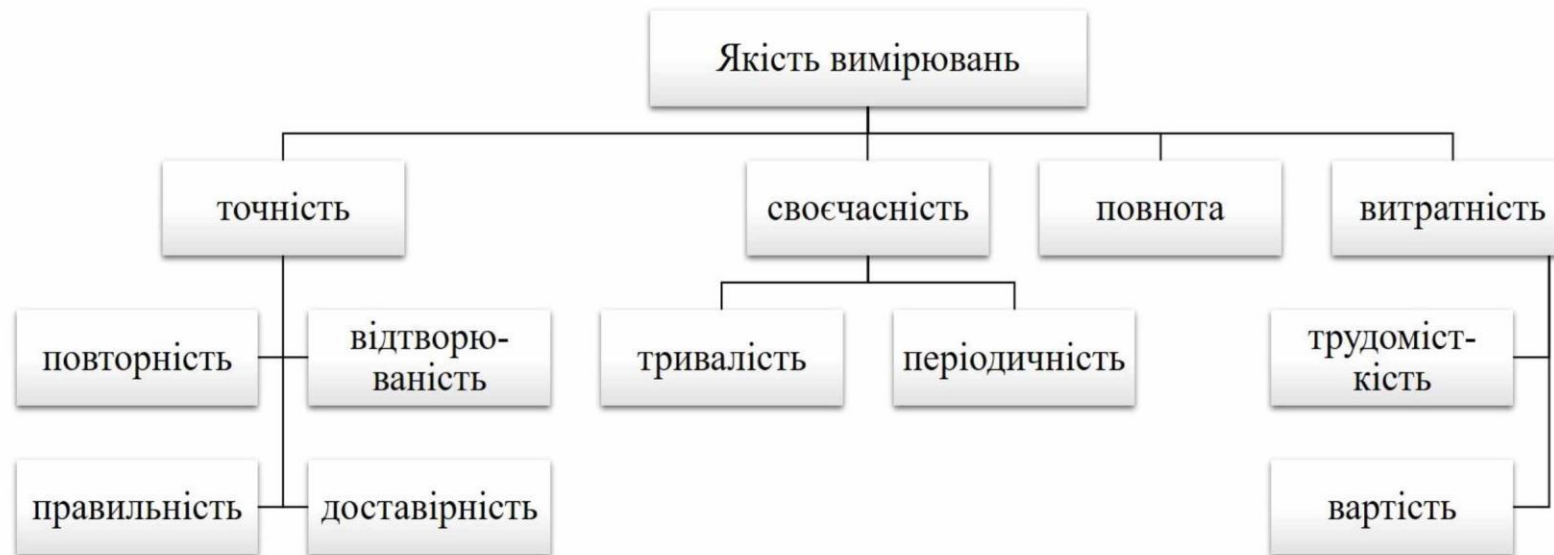 Якість вимірювань
точність
своєчасність
повнота
витратність
повторність
відтворю-
ваність
тривалість
періодичність
трудоміст-
кість
правильність
доставірність
вартість